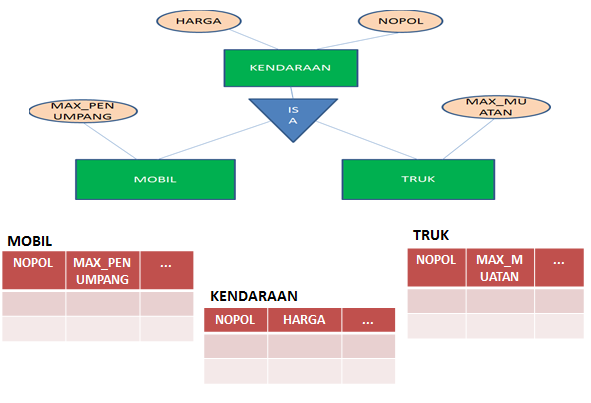 HARGA
NOPOL
KENDARAAN
MAX_PEN
UMPANG
IS
A
MAX_MU
ATAN
MOBIL
TRUK
MOBIL
NOPOL MAX_PEN
UMPANG ...
TRUK
NOPOL MAX_M
UATAN ...
KENDARAAN
NOPOL HARGA ...